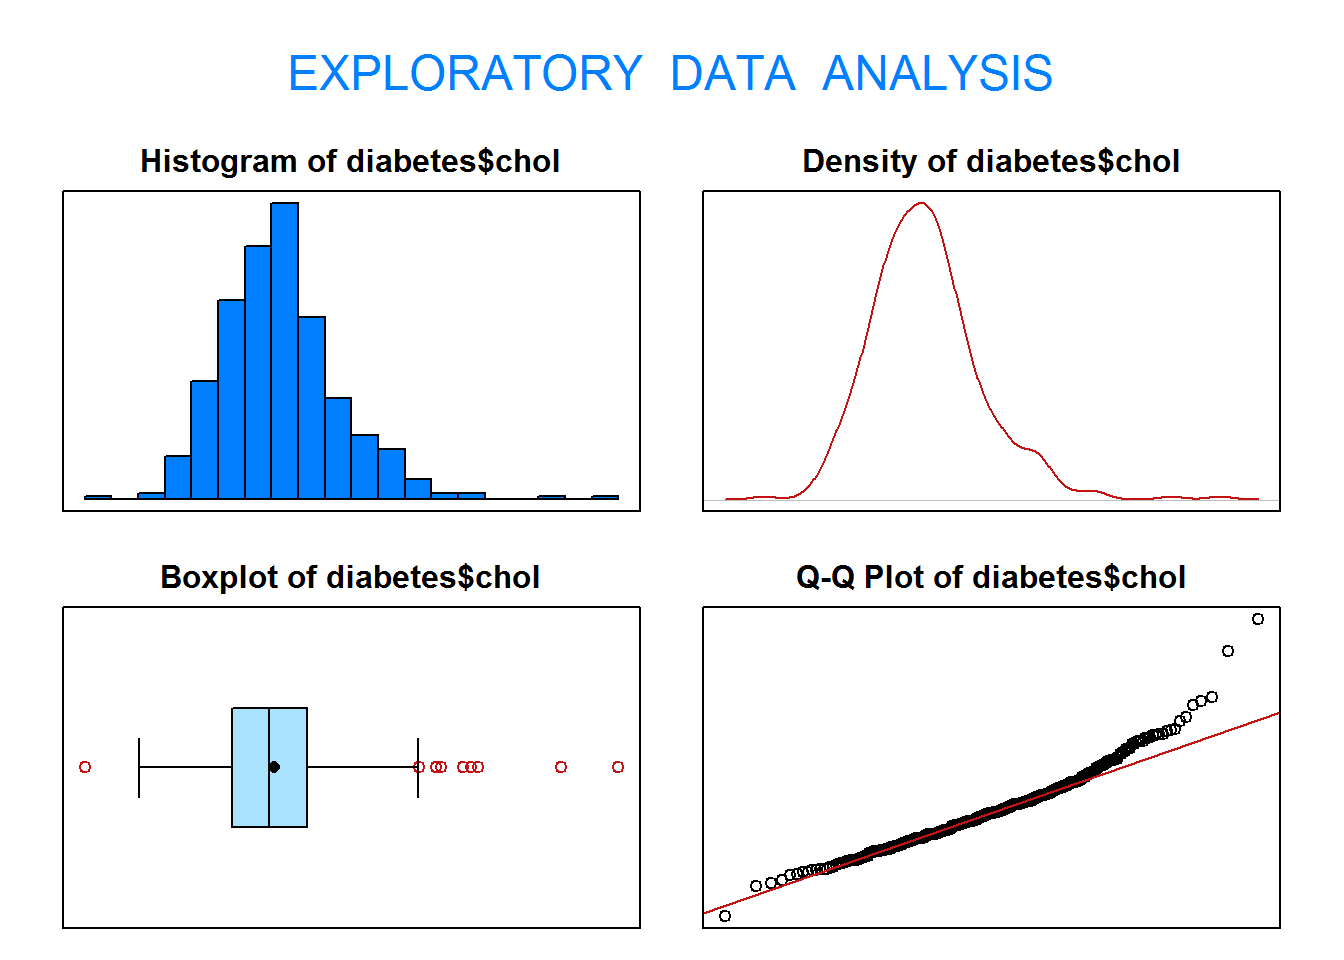 EXPLORATORY DATA ANALYSIS
Histogram of diabetes$chol
Density of diabetes$chol
Boxplot of diabetes$chol
Q-Q Plot of diabetes$chol